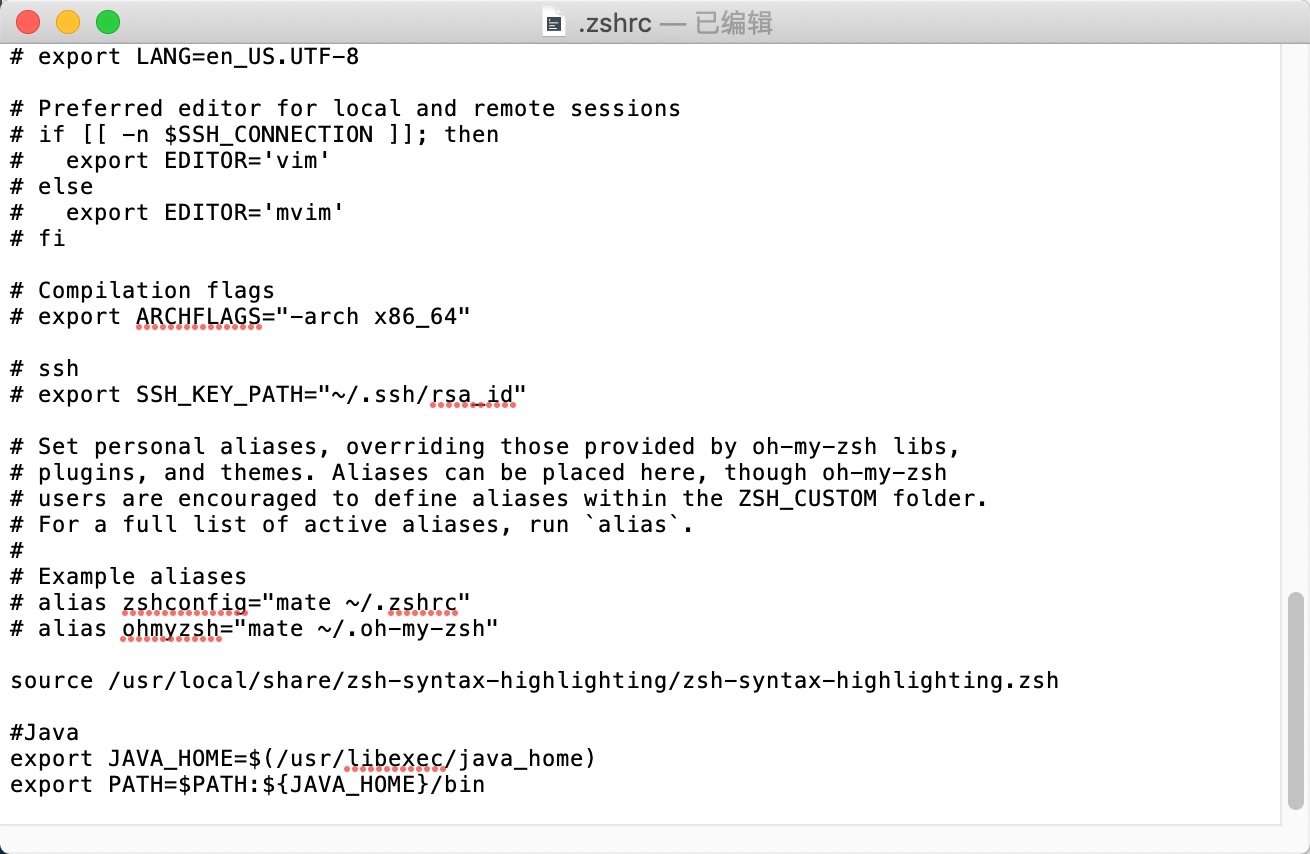 .zshrc — 已编辑
# export LANG=en_US.UTF-8
# Preferred editor for local and remote sessions
# if [[ -n $SSH_CONNECTION ]]; then
#   export EDITOR='vim'
# else
#   export EDITOR='mvim'
# fi
# Compilation flags
# export ARCHFLAGS="-arch x86_64"
# ssh
# export SSH_KEY_PATH="~/.ssh/rsa_id"
# Set personal aliases, overriding those provided by oh-my-zsh libs,
# plugins, and themes. Aliases can be placed here, though oh-my-zsh
# users are encouraged to define aliases within the ZSH_CUSTOM folder.
# For a full list of active aliases, run `alias`.
#
# Example aliases
# alias zshconfig="mate ~/.zshrc"
# alias ohmyzsh="mate ~/.oh-my-zsh"
source /usr/local/share/zsh-syntax-highlighting/zsh-syntax-highlighting.zsh
#Java
export JAVA_HOME=$(/usr/libexec/java_home)
export PATH=$PATH:${JAVA_HOME}/bin